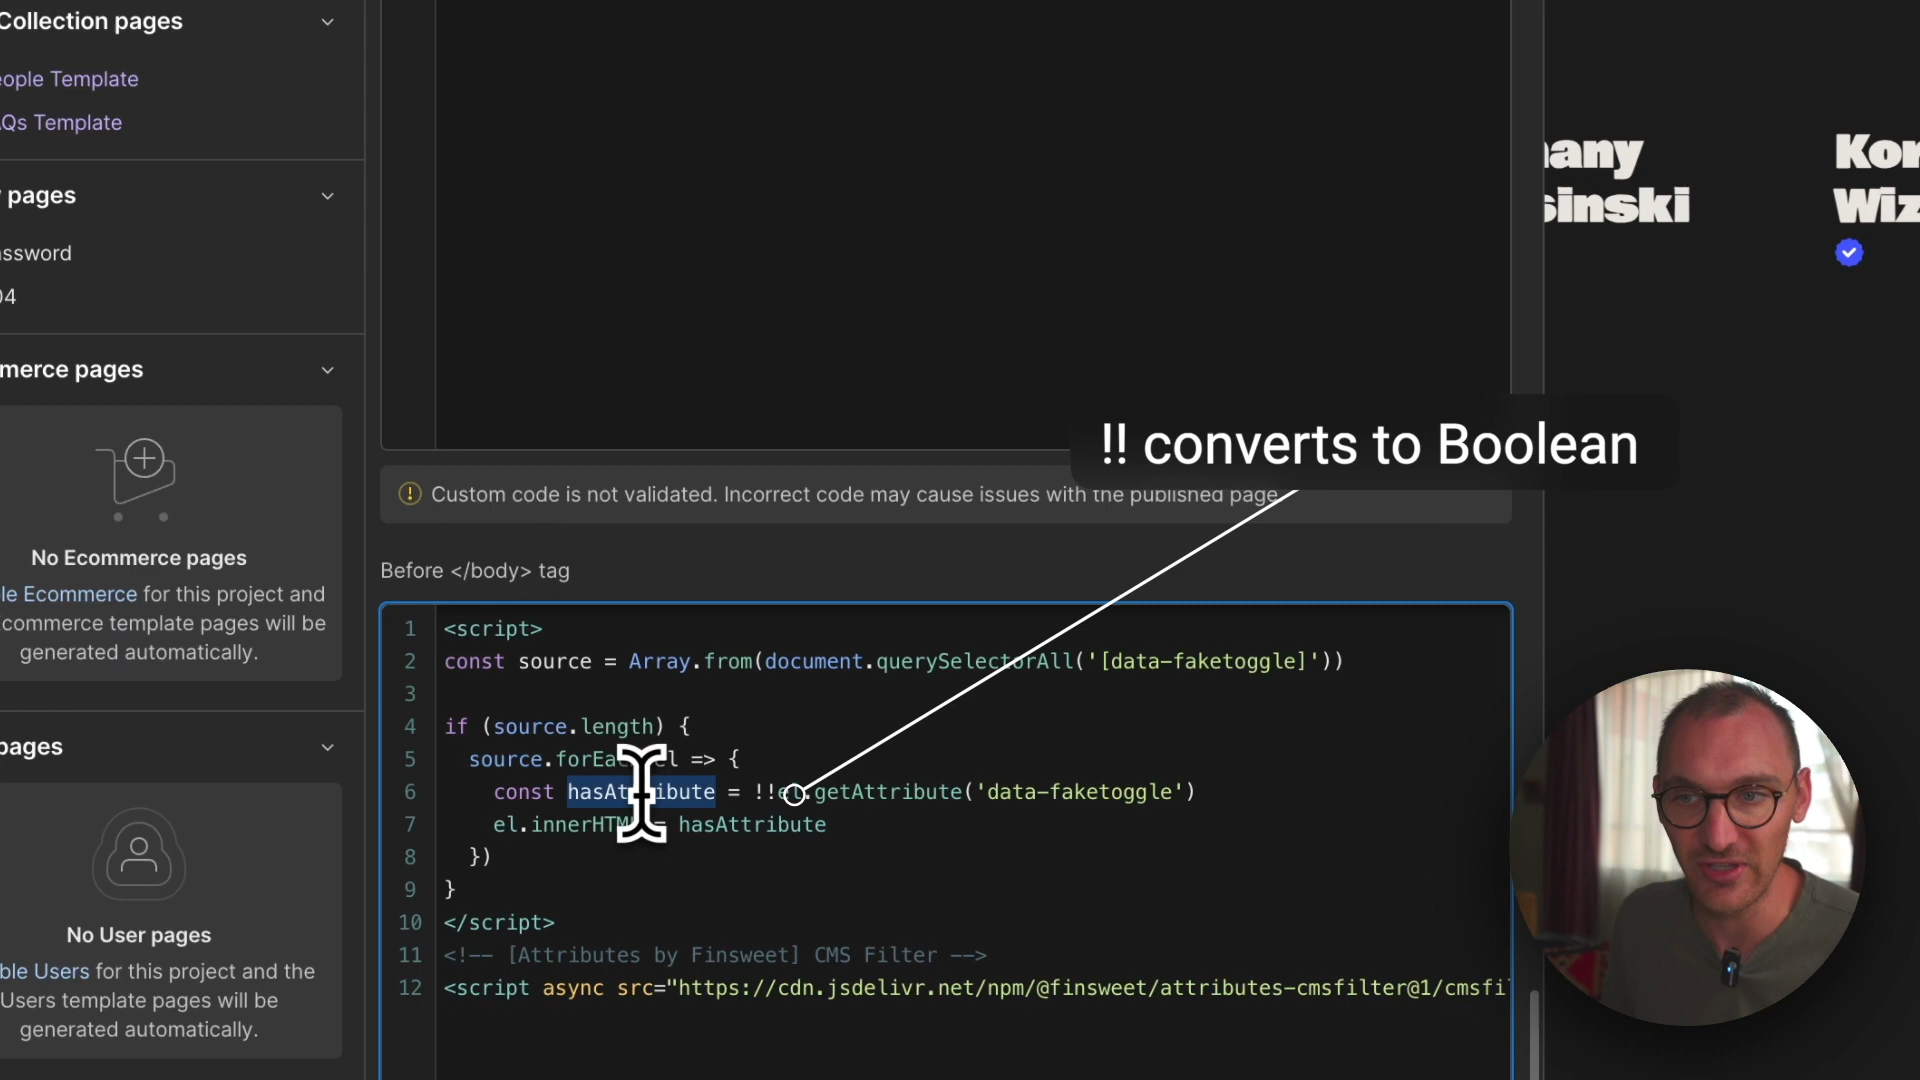 Collection pages
eople Template
Qs Template
pages
ssword
04
merce pages
No Ecommerce pages
le Ecommerce for this project and
Ecommerce template pages will be
generated automatically.
pages
No User pages
ble Users for this project and the
Users template pages will be
generated automatically.
Custom code is not validated. Incorrect code may cause issues with the published page.
Before </body> tag
1 <script>
2 const source = Array.from(document.querySelectorAll('[data-faketoggle]'))
3
4 if (source.length) {
5 source.forEa el => {
6 const hasAttribute = !!el.getAttribute('data-faketoggle')
7 el.innerHTML = hasAttribute
8 })
9 }
10 </script>
11 <!-- [Attributes by Finsweet] CMS Filter -->
12 <script async src="https://cdn.jsdelivr.net/npm/@finsweet/attributes-cmsfilter@1/cmsfil
!! converts to Boolean
any
sinski
Kor
Wiz